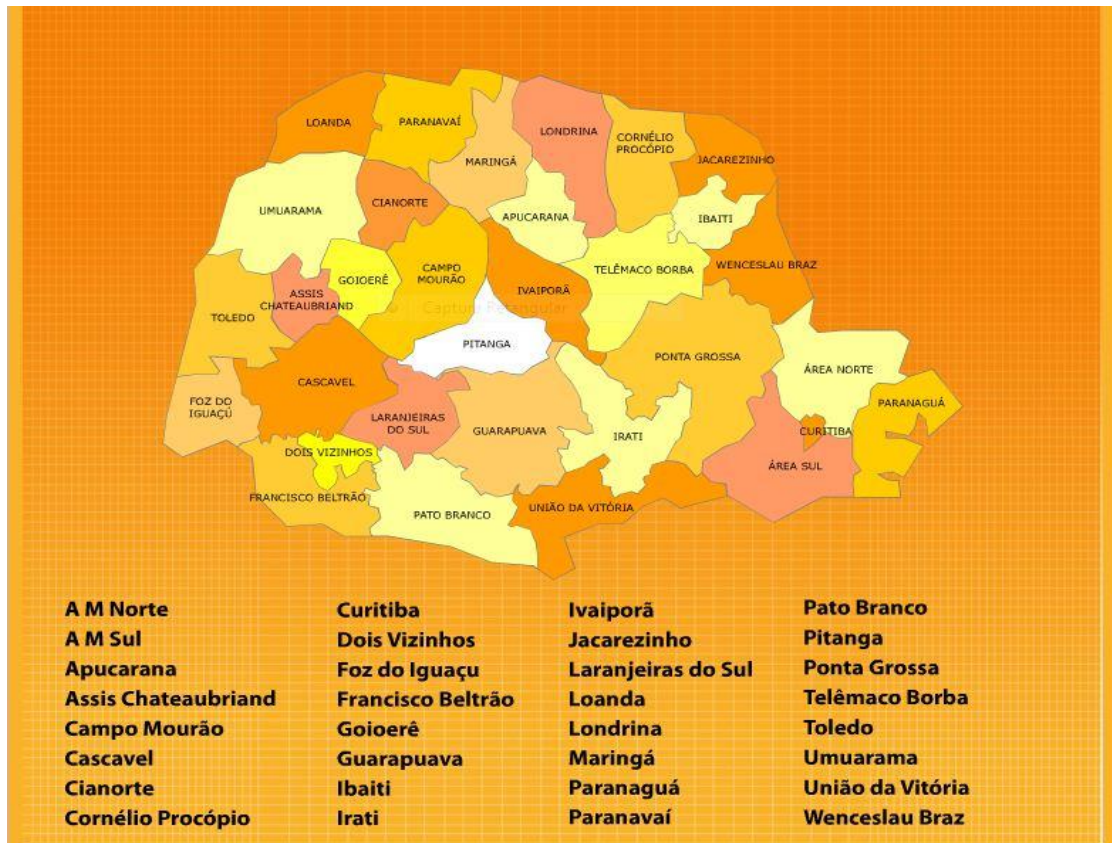 LOANDA
PARANAVAÍ
MARINGÁ
LONDRINA
CORNÉLIO
PROCÓPIO
JACAREZINHO
UMUARAMA
CIANORTE
APUCARANA
IBAITI
GOIOERÊ
CAMPO
MOURÃO
IVAIPORÃ
TELÊMACO BORBA
WENCESLAU BRAZ
ASSIS
CHATEAUBRIAND
TOLEDO
Captura Retangular
PITANGA
PONTA GROSSA
ÁREA NORTE
CASCAVEL
FOZ DO
IGUAÇÚ
LARANJEIRAS
DO SUL
GUARAPUAVA
IRATI
CURITIBA
PARANAGUÁ
DOIS VIZINHOS
ÁREA SUL
FRANCISCO BELTRÃO
PATO BRANCO
UNIÃO DA VITÓRIA
A M Norte
A M Sul
Apucarana
Assis Chateaubriand
Campo Mourão
Cascavel
Cianorte
Cornélio Procópio
Curitiba
Dois Vizinhos
Foz do Iguaçu
Francisco Beltrão
Goioerê
Guarapuava
Ibaiti
Irati
Ivaiporã
Jacarezinho
Laranjeiras do Sul
Loanda
Londrina
Maringá
Paranaguá
Paranavaí
Pato Branco
Pitanga
Ponta Grossa
Telêmaco Borba
Toledo
Umuarama
União da Vitória
Wenceslau Braz